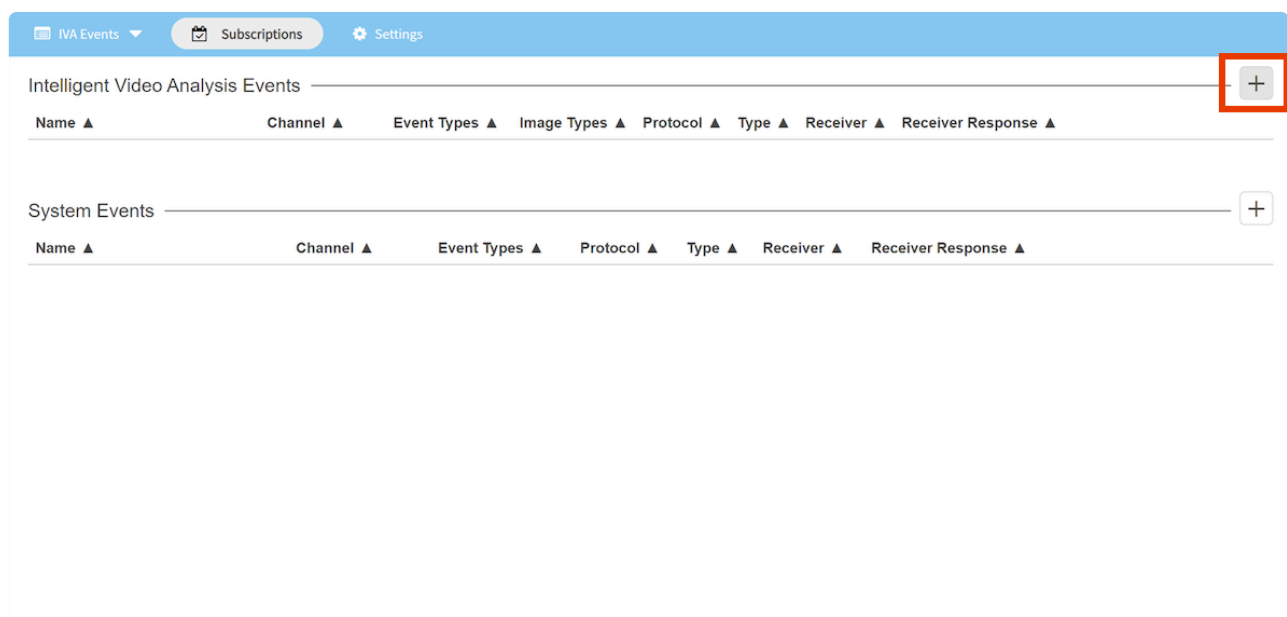 IVA Events Subscriptions Settings
Intelligent Video Analysis Events +
Name ▲ Channel ▲ Event Types ▲ Image Types ▲ Protocol ▲ Type ▲ Receiver ▲ Receiver Response ▲
System Events +
Name ▲ Channel ▲ Event Types ▲ Protocol ▲ Type ▲ Receiver ▲ Receiver Response ▲